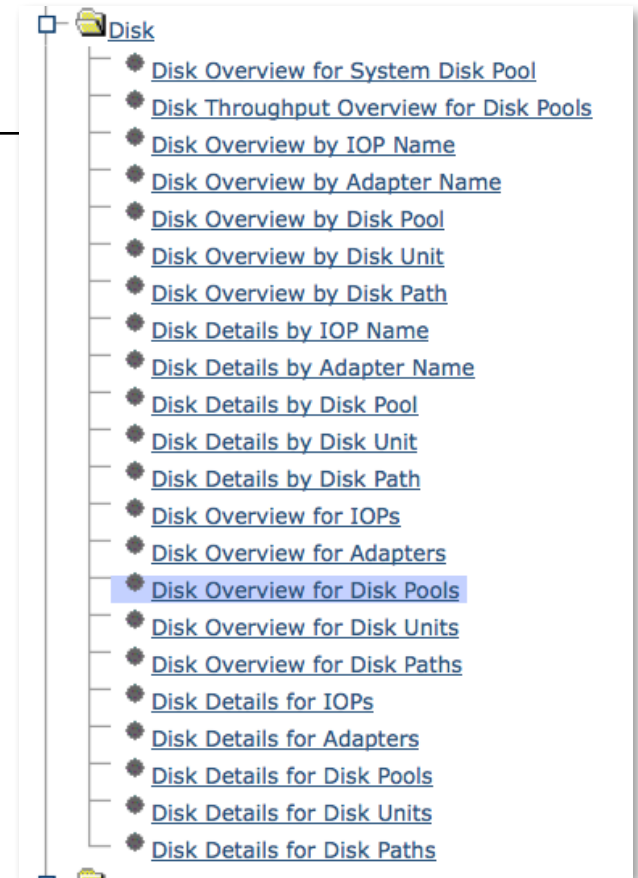 Disk
Disk Overview for System Disk Pool
Disk Throughput Overview for Disk Pools
Disk Overview by IOP Name
Disk Overview by Adapter Name
Disk Overview by Disk Pool
Disk Overview by Disk Unit
Disk Overview by Disk Path
Disk Details by IOP Name
Disk Details by Adapter Name
Disk Details by Disk Pool
Disk Details by Disk Unit
Disk Details by Disk Path
Disk Overview for IOPs
Disk Overview for Adapters
Disk Overview for Disk Pools
Disk Overview for Disk Units
Disk Overview for Disk Paths
Disk Details for IOPs
Disk Details for Adapters
Disk Details for Disk Pools
Disk Details for Disk Units
Disk Details for Disk Paths